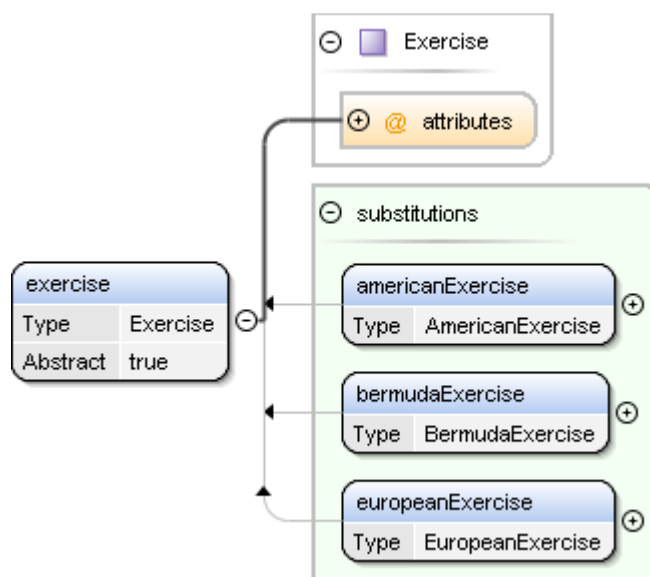 Exercise
@ attributes
substitutions
exercise
Type Exercise
Abstract true
americanExercise
Type AmericanExercise
bermudaExercise
Type BermudaExercise
europeanExercise
Type EuropeanExercise